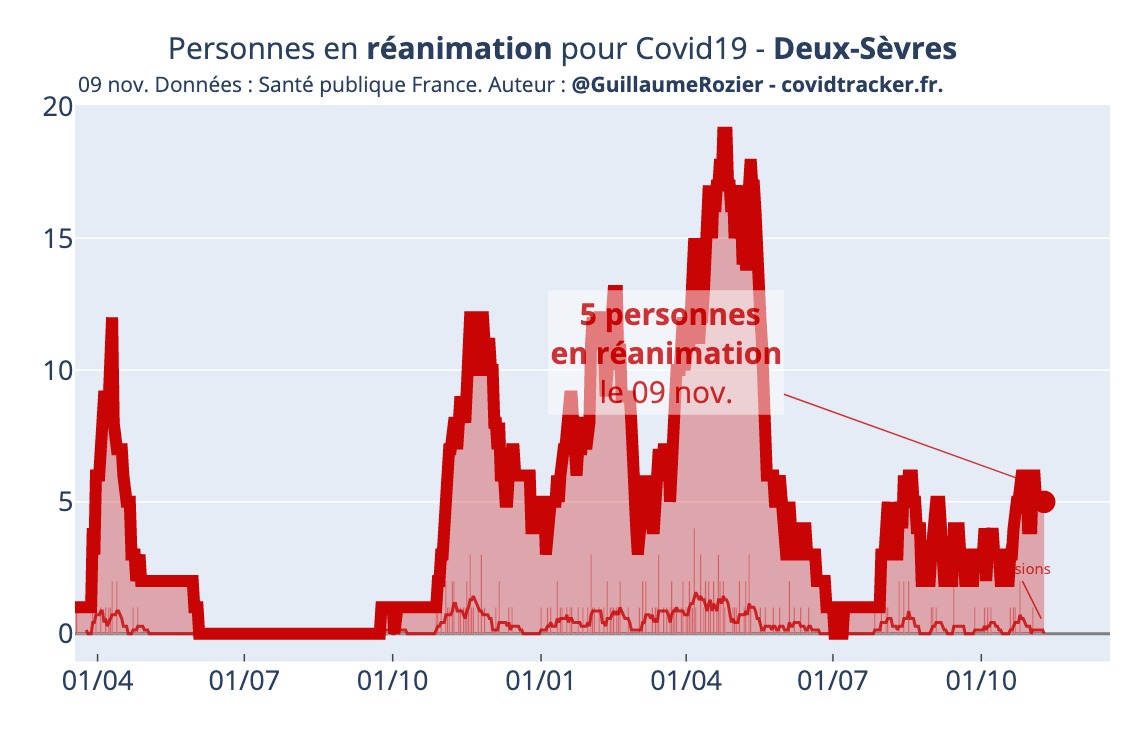 Personnes en réanimation pour Covid19 - Deux-Sèvres
09 nov. Données : Santé publique France. Auteur : @GuillaumeRozier - covidtracker.fr.
20
15
10
5
0
5 personnes
en réanimation
le 09 nov.
01/04 01/07 01/10 01/01 01/04 01/07 01/10